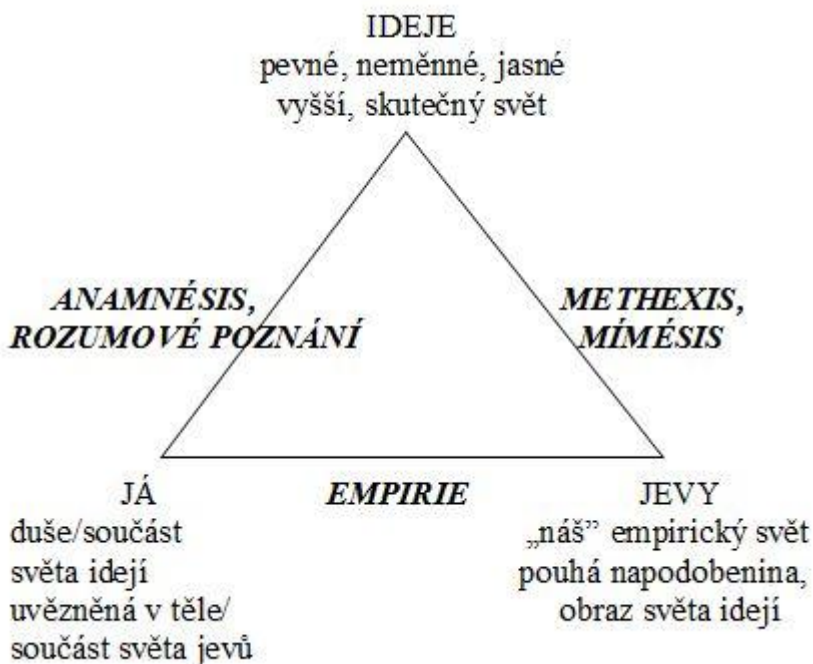 IDEJE
pevné, neměnné, jasné
vyšší, skutečný svět
ANAMNÉSIS,
ROZUMOVÉ POZNÁNÍ
METHEXIS,
MÍMÉSIS
JÁ
duše/součást
světa idejí
uvězněná v těle/
součást světa jevů
EMPIRIE
JEVY
„náš” empirický svět
pouhá napodobenina,
obraz světa idejí